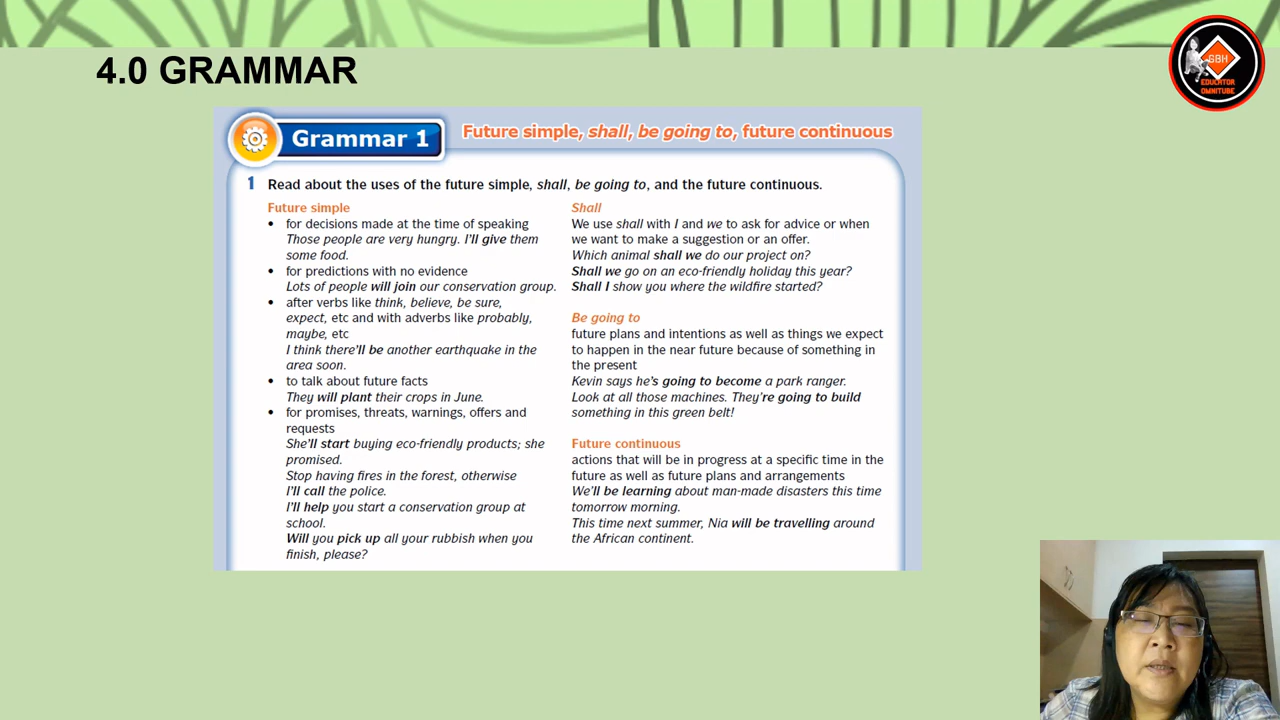 4.0 GRAMMAR
GBH
EDUCATOR
OMNITUBE
Grammar 1
Future simple, shall, be going to, future continuous
1 Read about the uses of the future simple, shall, be going to, and the future continuous.
Future simple
• for decisions made at the time of speaking
Those people are very hungry. I'll give them
some food.
• for predictions with no evidence
Lots of people will join our conservation group.
• after verbs like think, believe, be sure,
expect, etc and with adverbs like probably,
maybe, etc
I think there'll be another earthquake in the
area soon.
• to talk about future facts
They will plant their crops in June.
• for promises, threats, warnings, offers and
requests
She'll start buying eco-friendly products; she
promised.
Stop having fires in the forest, otherwise
I'll call the police.
I'll help you start a conservation group at
school.
Will you pick up all your rubbish when you
finish, please?
Shall
We use shall with I and we to ask for advice or when
we want to make a suggestion or an offer.
Which animal shall we do our project on?
Shall we go on an eco-friendly holiday this year?
Shall I show you where the wildfire started?
Be going to
future plans and intentions as well as things we expect
to happen in the near future because of something in
the present
Kevin says he's going to become a park ranger.
Look at all those machines. They're going to build
something in this green belt!
Future continuous
actions that will be in progress at a specific time in the
future as well as future plans and arrangements
We'll be learning about man-made disasters this time
tomorrow morning.
This time next summer, Nia will be travelling around
the African continent.